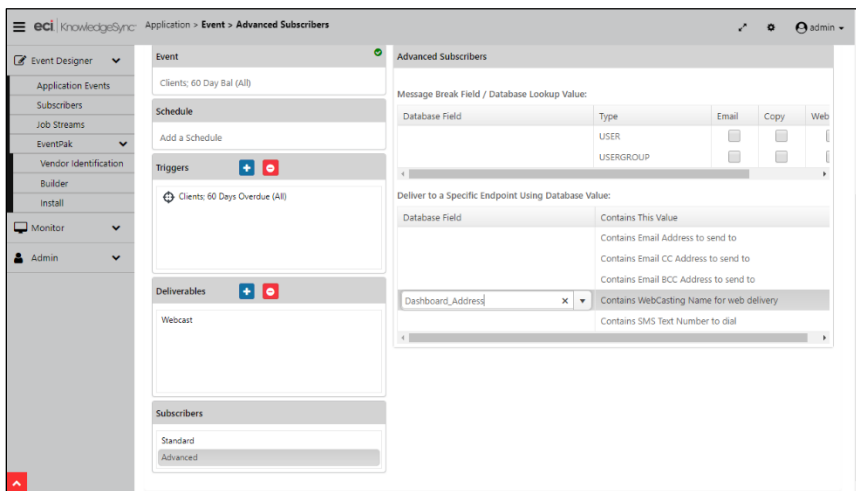 eci KnowledgeSync
Application > Event > Advanced Subscribers
admin
Event Designer
Application Events
Subscribers
Job Streams
EventPak
Vendor Identification
Builder
Install
Monitor
Admin
Event
Clients; 60 Day Bal (All)
Schedule
Add a Schedule
Triggers
Clients; 60 Days Overdue (All)
Deliverables
Webcast
Subscribers
Standard
Advanced
Advanced Subscribers
Message Break Field / Database Lookup Value:
Database Field Type Email Copy Web
USER
USERGROUP
Deliver to a Specific Endpoint Using Database Value:
Database Field Contains This Value
Contains Email Address to send to
Contains Email CC Address to send to
Contains Email BCC Address to send to
Dashboard_Address Contains WebCasting Name for web delivery
Contains SMS Text Number to dial